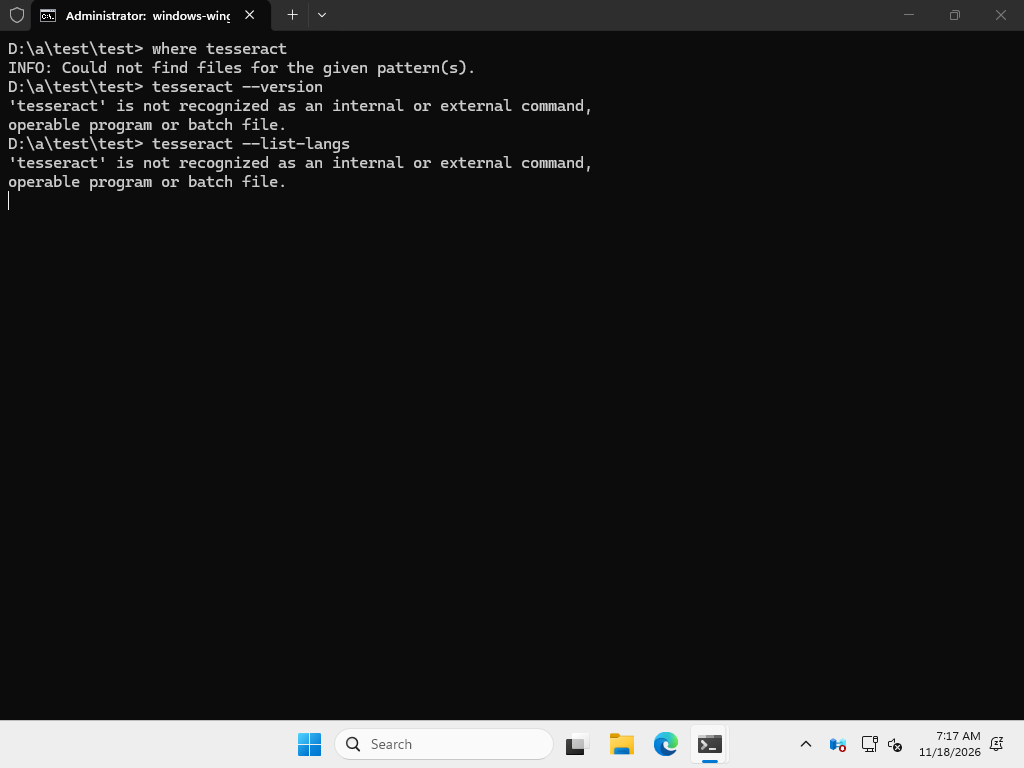 Administrator: windows-wing
D:\a\test\test> where tesseract
INFO: Could not find files for the given pattern(s).
D:\a\test\test> tesseract --version
'tesseract' is not recognized as an internal or external command,
operable program or batch file.
D:\a\test\test> tesseract --list-langs
'tesseract' is not recognized as an internal or external command,
operable program or batch file.
Search
7:17 AM
11/18/2026